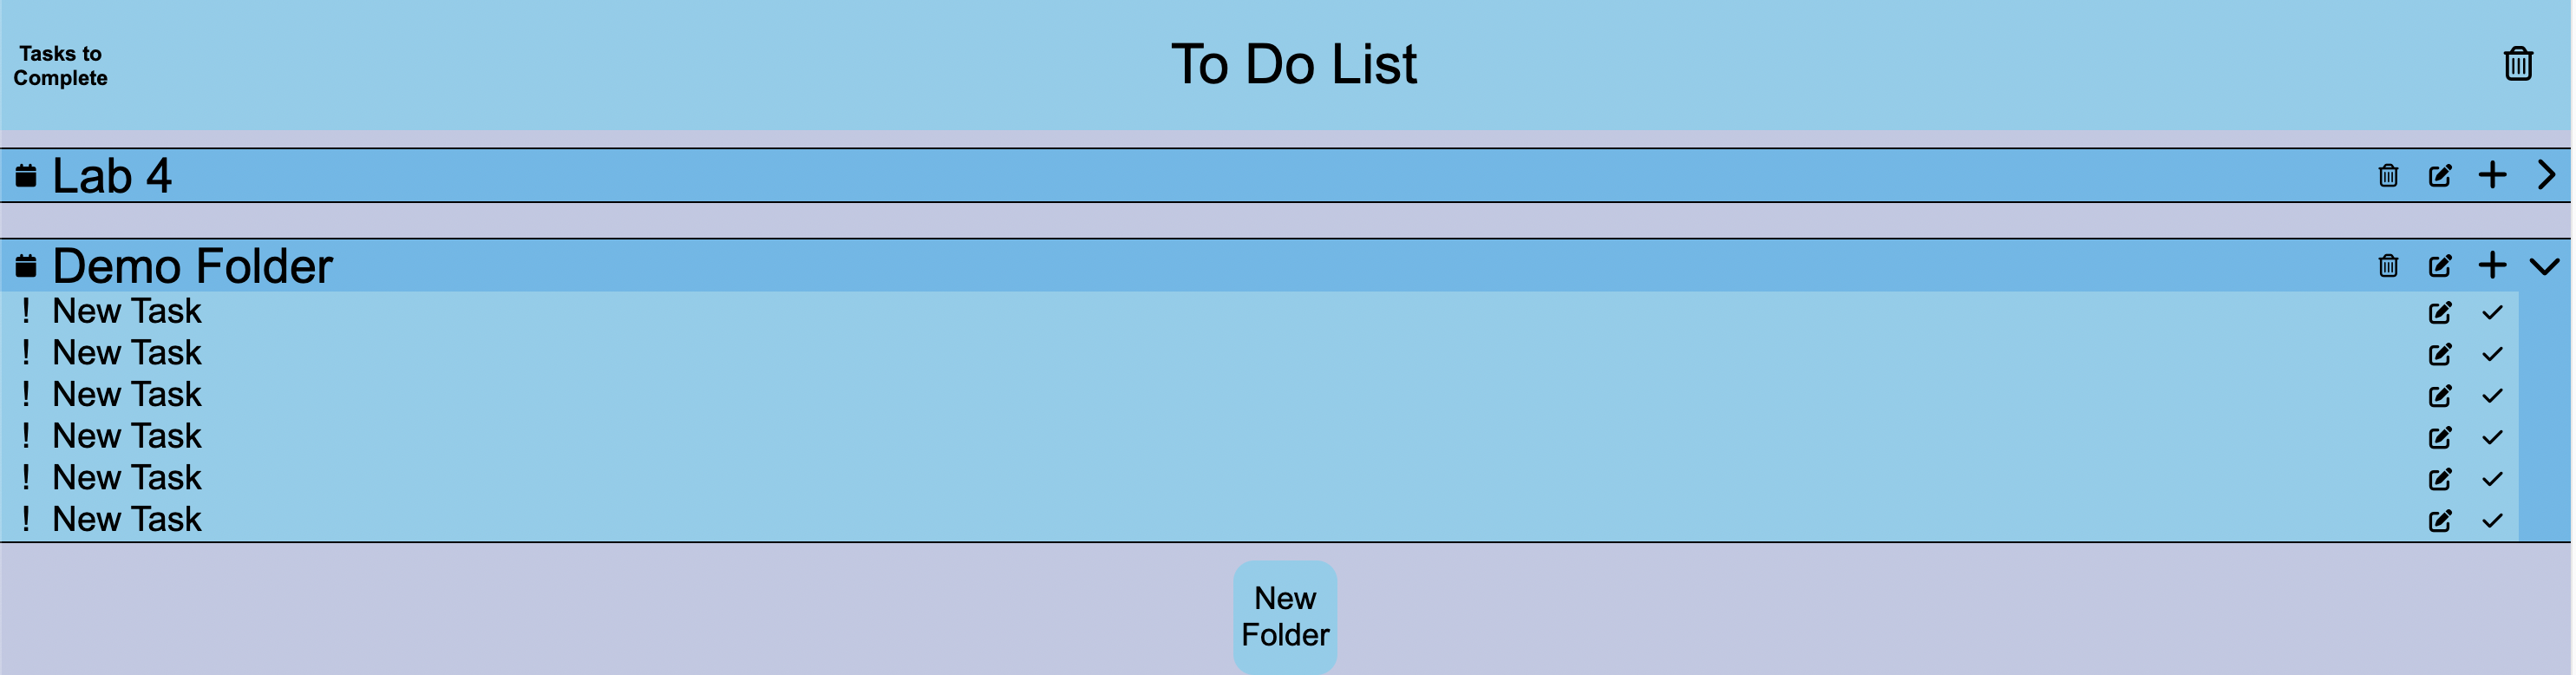 Tasks to
Complete
To Do List
Lab 4
Demo Folder
! New Task
! New Task
! New Task
! New Task
! New Task
! New Task
New
Folder